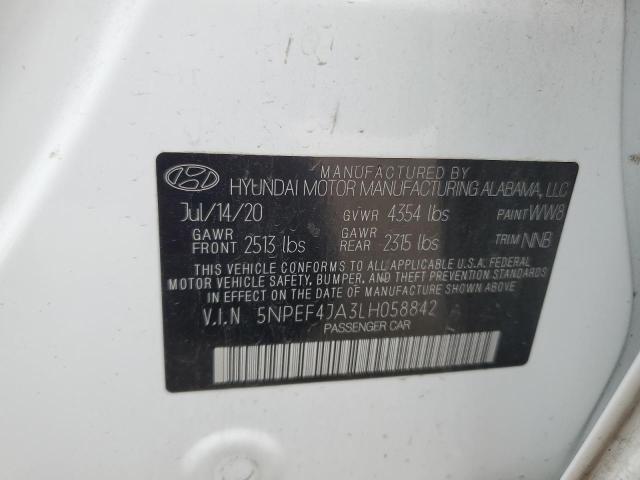 MANUFACTURED BY
HYUNDAI MOTOR MANUFACTURING ALABAMA, LLC
Jul/14/20 GVWR 4354 lbs PAINT WW8
GAWR FRONT 2513 lbs GAWR REAR 2315 lbs TRIM NNB
THIS VEHICLE CONFORMS TO ALL APPLICABLE U.S.A. FEDERAL
MOTOR VEHICLE SAFETY, BUMPER, AND THEFT PREVENTION STANDARDS
IN EFFECT ON THE DATE OF MANUFACTURE SHOWN ABOVE
V.I.N 5NPEF4JA3LH058842
PASSENGER CAR